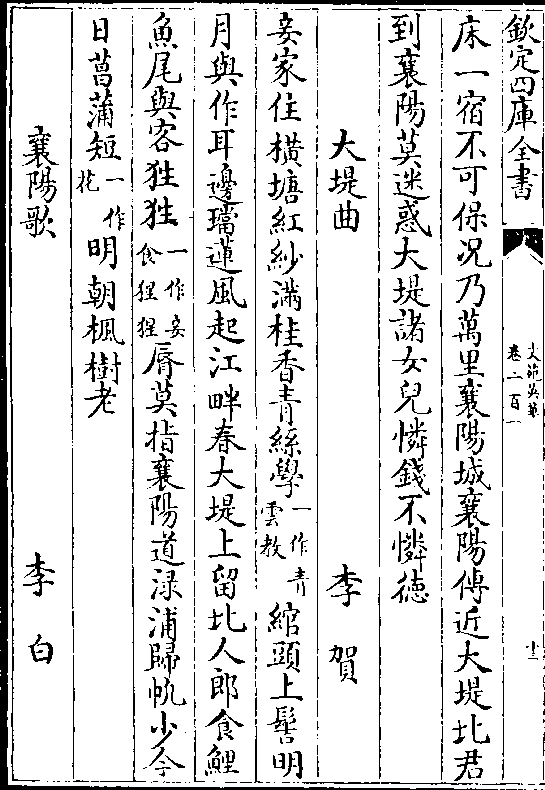 欽定四庫全書
文苑英華
卷二百一
十二
床一宿不可保况乃萬里襄陽城襄陽傳近大堤北君
到襄陽莫迷惑大堤諸女兒憐錢不憐德
大堤曲 李賀
妾家住横塘紅紗滿桂香青絲學一作青雲教綰頭上髻明
月與作耳邊璫蓮風起江畔春大堤上留北人郎食鯉
魚尾與客狌狌一作妾食猩猩脣莫指襄陽道渌浦歸帆少今
日菖蒲短一作花明朝楓樹老
襄陽歌 李白